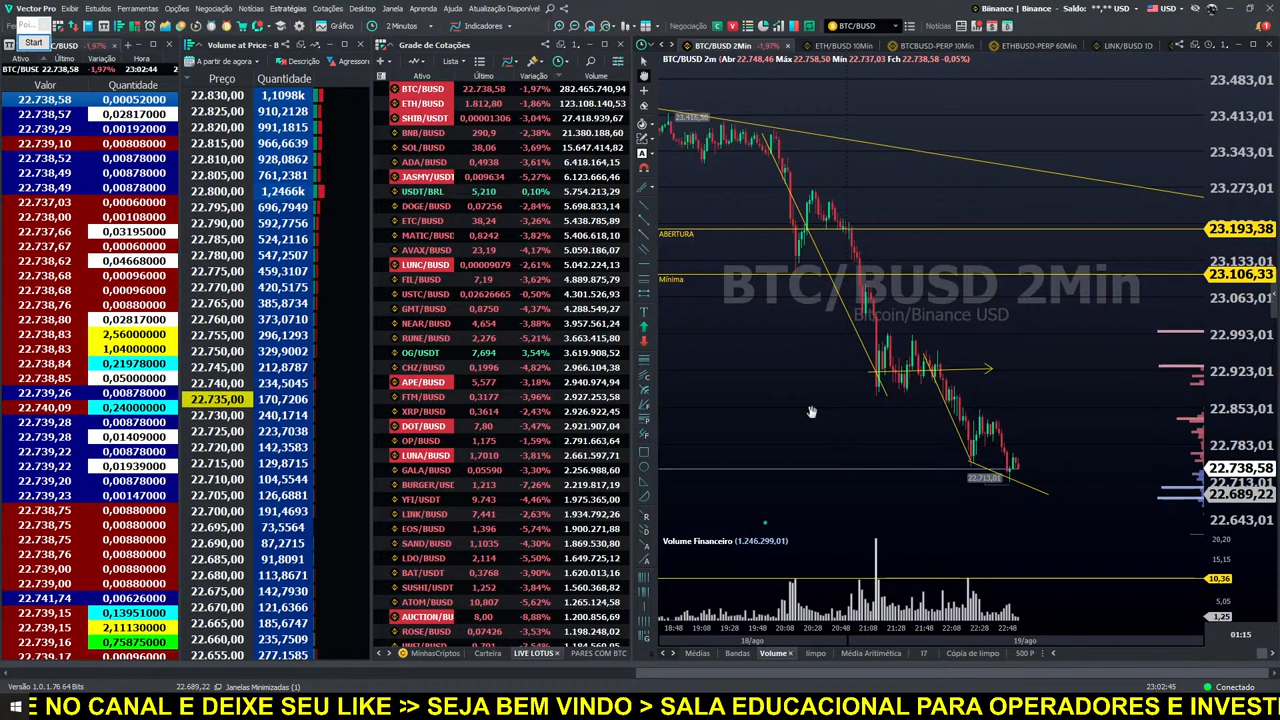 Vector Pro Exibir Estudos Ferramentas Opções Negociação Serviços Estratégias Cotações Desktop Janela Aprenda Ajuda Atualização Disponível
Binance | Binance Saldo: **,** USD USD
Start
Gráfico 2 Minutos Indicadores Negociação BTC/BUSD Notícias
/BUSD -1,97%
Ativo Último Variação Hora
BTC/BUSD 22.738,58 -1,97% 23:02:44
Valor Quantidade
22.738,58 0,00052000
22.738,57 0,02817000
22.739,29 0,00192000
22.739,10 0,00808000
22.738,52 0,00878000
22.738,49 0,00878000
22.738,49 0,00878000
22.737,03 0,00060000
22.738,00 0,00108000
22.737,66 0,03195000
22.737,67 0,00060000
22.738,62 0,04668000
22.738,68 0,00096000
22.738,68 0,00096000
22.738,76 0,00880000
22.738,80 0,02817000
22.738,83 2,56000000
22.738,83 1,04000000
22.738,84 0,21978000
22.738,85 0,05000000
22.739,26 0,00878000
22.740,09 0,24000000
22.739,28 0,00878000
22.739,28 0,01409000
22.739,22 0,00878000
22.739,22 0,01939000
22.739,22 0,00880000
22.739,23 0,00147000
22.738,75 0,00880000
22.738,75 0,00880000
22.738,75 0,00880000
22.738,76 0,00880000
22.739,00 0,00880000
22.739,00 0,00880000
22.741,74 0,00626000
22.739,15 0,13951000
22.739,15 2,11130000
22.739,16 0,75875000
22.739,17 0,00096000
Volume at Price - B
A partir de agora Descrição Agressor
Preço Quantidade
22.830,00 1,1098k
22.825,00 910,2128
22.820,00 991,1815
22.815,00 966,6639
22.810,00 928,0862
22.805,00 761,2381
22.800,00 1,2466k
22.795,00 696,7949
22.790,00 592,7756
22.785,00 524,2116
22.780,00 547,2507
22.775,00 459,3107
22.770,00 420,5175
22.765,00 385,8734
22.760,00 373,0710
22.755,00 296,1293
22.750,00 329,9002
22.745,00 212,8787
22.740,00 234,5045
22.735,00 170,7206
22.730,00 240,1714
22.725,00 223,7038
22.720,00 142,3583
22.715,00 129,8715
22.710,00 104,5544
22.705,00 126,6881
22.700,00 191,4693
22.695,00 73,5564
22.690,00 87,2715
22.685,00 91,8091
22.680,00 113,8671
22.675,00 142,7930
22.670,00 121,6366
22.665,00 185,6747
22.660,00 235,7509
22.655,00 277,1585
Grade de Cotações
Lista
Ativo Último Variação Volume
BTC/BUSD 22.738,58 -1,97% 282.465.740,94
ETH/BUSD 1.812,80 -1,86% 123.108.140,53
SHIB/USDT 0,00001306 -3,04% 27.418.939,67
BNB/BUSD 290,9 -2,38% 21.380.188,60
SOL/BUSD 38,06 -3,69% 15.647.414,82
ADA/BUSD 0,4938 -3,61% 6.418.164,15
JASMY/USDT 0,009634 -5,27% 6.123.666,46
USDT/BRL 5,210 0,10% 5.754.213,29
DOGE/BUSD 0,07256 -2,84% 5.698.833,14
ETC/BUSD 38,24 -3,26% 5.438.785,89
MATIC/BUSD 0,8242 -3,82% 5.406.618,10
AVAX/BUSD 23,19 -4,17% 5.059.186,07
LUNC/BUSD 0,00009079 -2,61% 5.042.224,13
FIL/BUSD 7,19 -3,62% 4.889.875,79
USTC/BUSD 0,02626665 -0,50% 4.301.526,93
GMT/BUSD 0,8750 -4,37% 4.288.549,27
NEAR/BUSD 4,654 -3,88% 3.957.561,24
RUNE/BUSD 2,276 -5,21% 3.663.415,80
OG/USDT 7,694 3,54% 3.619.908,52
CHZ/BUSD 0,1996 -4,82% 2.966.104,38
APE/BUSD 5,577 -3,18% 2.940.974,94
FTM/BUSD 0,3177 -3,96% 2.927.253,58
XRP/BUSD 0,3614 -2,43% 2.926.922,45
DOT/BUSD 7,80 -3,47% 2.921.907,04
OP/BUSD 1,175 -1,59% 2.791.663,64
LUNA/BUSD 1,7010 -3,81% 2.661.597,71
GALA/BUSD 0,05590 -3,30% 2.256.988,60
BURGER/USD 1,213 -7,26% 2.219.817,19
YFI/USDT 9.743 -4,46% 1.975.365,00
LINK/BUSD 7,441 -2,63% 1.934.792,26
EOS/BUSD 1,396 -5,74% 1.900.271,88
SAND/BUSD 1,1035 -4,30% 1.869.530,80
LDO/BUSD 2,114 -5,50% 1.649.725,12
BAT/USDT 0,3768 -3,90% 1.620.013,16
SUSHI/USDT 1,252 -3,84% 1.560.368,82
ATOM/BUSD 10,807 -5,62% 1.265.124,58
AUCTION/BU 8,00 -8,88% 1.200.856,69
ROSE/BUSD 0,07426 -3,53% 1.198.248,02
MinhasCriptos Carteira LIVE LOTUS PARES COM BTC
BTC/BUSD 2Min -1,97% ETH/BUSD 10Min BTCBUSD-PERP 10Min ETHBUSD-PERP 60Min LINK/BUSD 1D
BTC/BUSD 2m (Abr 22.748,46 Máx 22.758,50 Min 22.737,03 Fch 22.738,58 -0,05%)
23.416,50
ABERTURA
Mínima
BTC/BUSD 2Min
Bitcoin/Binance USD
22.713,01
23.483,01
23.413,01
23.343,01
23.273,01
23.193,38
23.133,01
23.106,33
23.063,01
22.993,01
22.923,01
22.853,01
22.783,01
22.738,58
22.713,01
22.689,22
22.643,01
Volume Financeiro (1.246.299,01)
20,20
15,15
10,36
5,05
1,25
18:48 19:08 19:28 19:48 20:08 20:28 20:48 21:08 21:28 21:48 22:08 22:28 22:48
18/ago 19/ago
01:15
Médias Bandas Volume limpo Média Aritmética 17 Cópia de limpo 500 P
Versão 1.0.1.76 64 Bits 22.689,22 Janelas Minimizadas (1) Conectado
23:02:45
E NO CANAL E DEIXE SEU LIKE >> SEJA BEM VINDO > SALA EDUCACIONAL PARA OPERADORES E INVEST